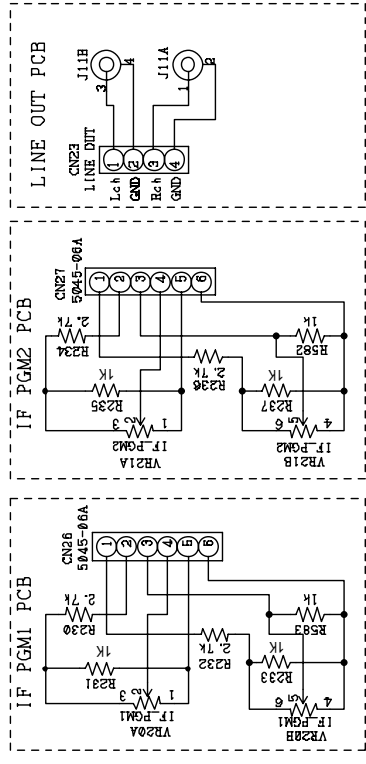 LINE OUT PCB
J11B
J11A
3
4
1
2
CN23
LINE OUT
1
2
3
4
Lch
GND
Rch
GND
IF PGM2 PCB
CN27
5045-06A
1
2
3
4
5
6
2.7k
R234
1K
R235
3
2
1
IF_PGM2
VR21A
2.7k
R236
1k
R582
1K
R237
6
5
4
IF_PGM2
VR21B
IF PGM1 PCB
CN26
5045-06A
1
2
3
4
5
6
2.7k
R230
1K
R231
3
2
1
IF_PGM1
VR20A
2.7k
R232
1k
R583
1K
R233
6
5
4
IF_PGM1
VR20B